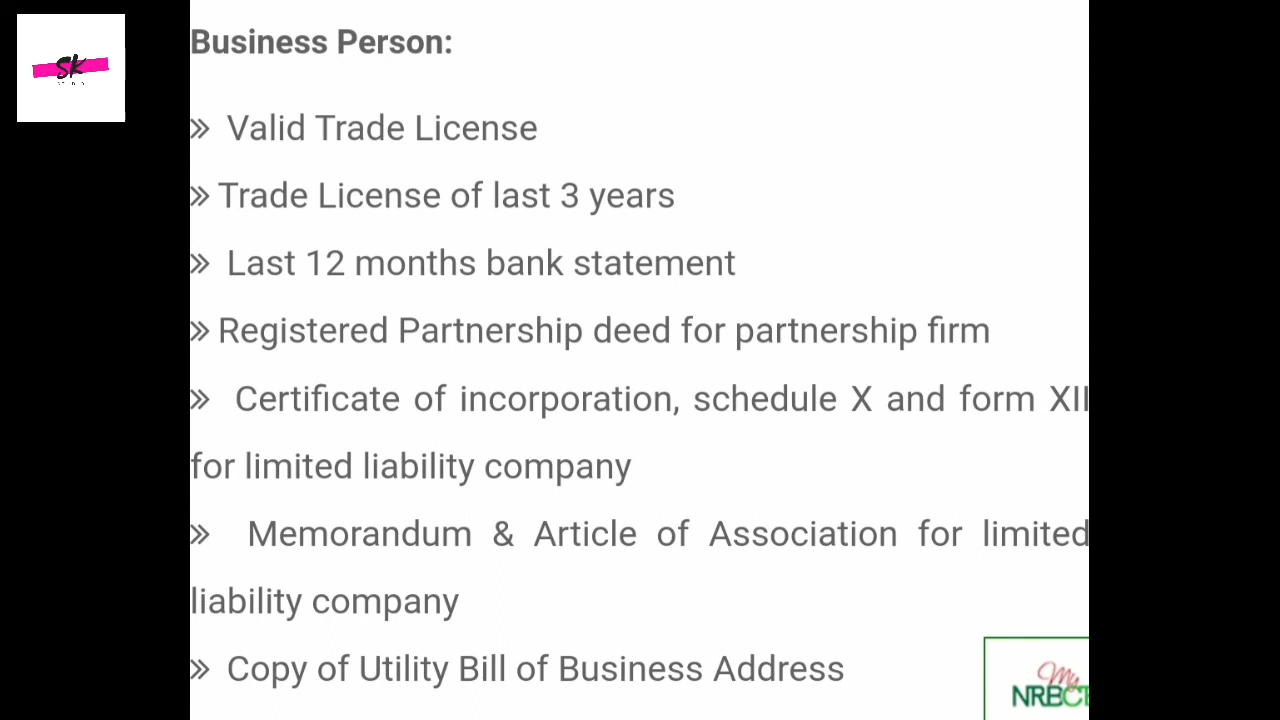 SK
Business Person:
» Valid Trade License
» Trade License of last 3 years
» Last 12 months bank statement
» Registered Partnership deed for partnership firm
» Certificate of incorporation, schedule X and form XII
for limited liability company
» Memorandum & Article of Association for limited
liability company
» Copy of Utility Bill of Business Address
My